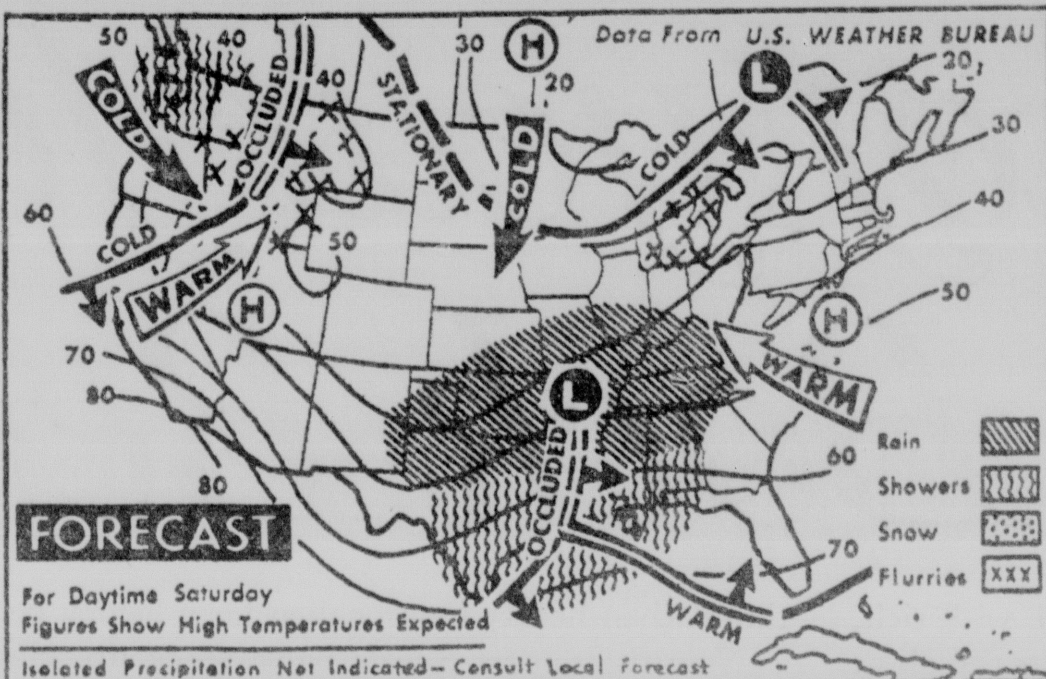 Data From U.S. WEATHER BUREAU
50
40
COLD
OCCLUDED
40
STATIONARY
30
H
20
COLD
COLD
L
20
30
40
50
60
COLD
WARM
50
H
H
WARM
70
80
80
L
OCCLUDED
60
70
WARM
Rain
Showers
Snow
Flurries
XXX
FORECAST
For Daytime Saturday
Figures Show High Temperatures Expected
Isolated Precipitation Not Indicated— Consult Local Forecast